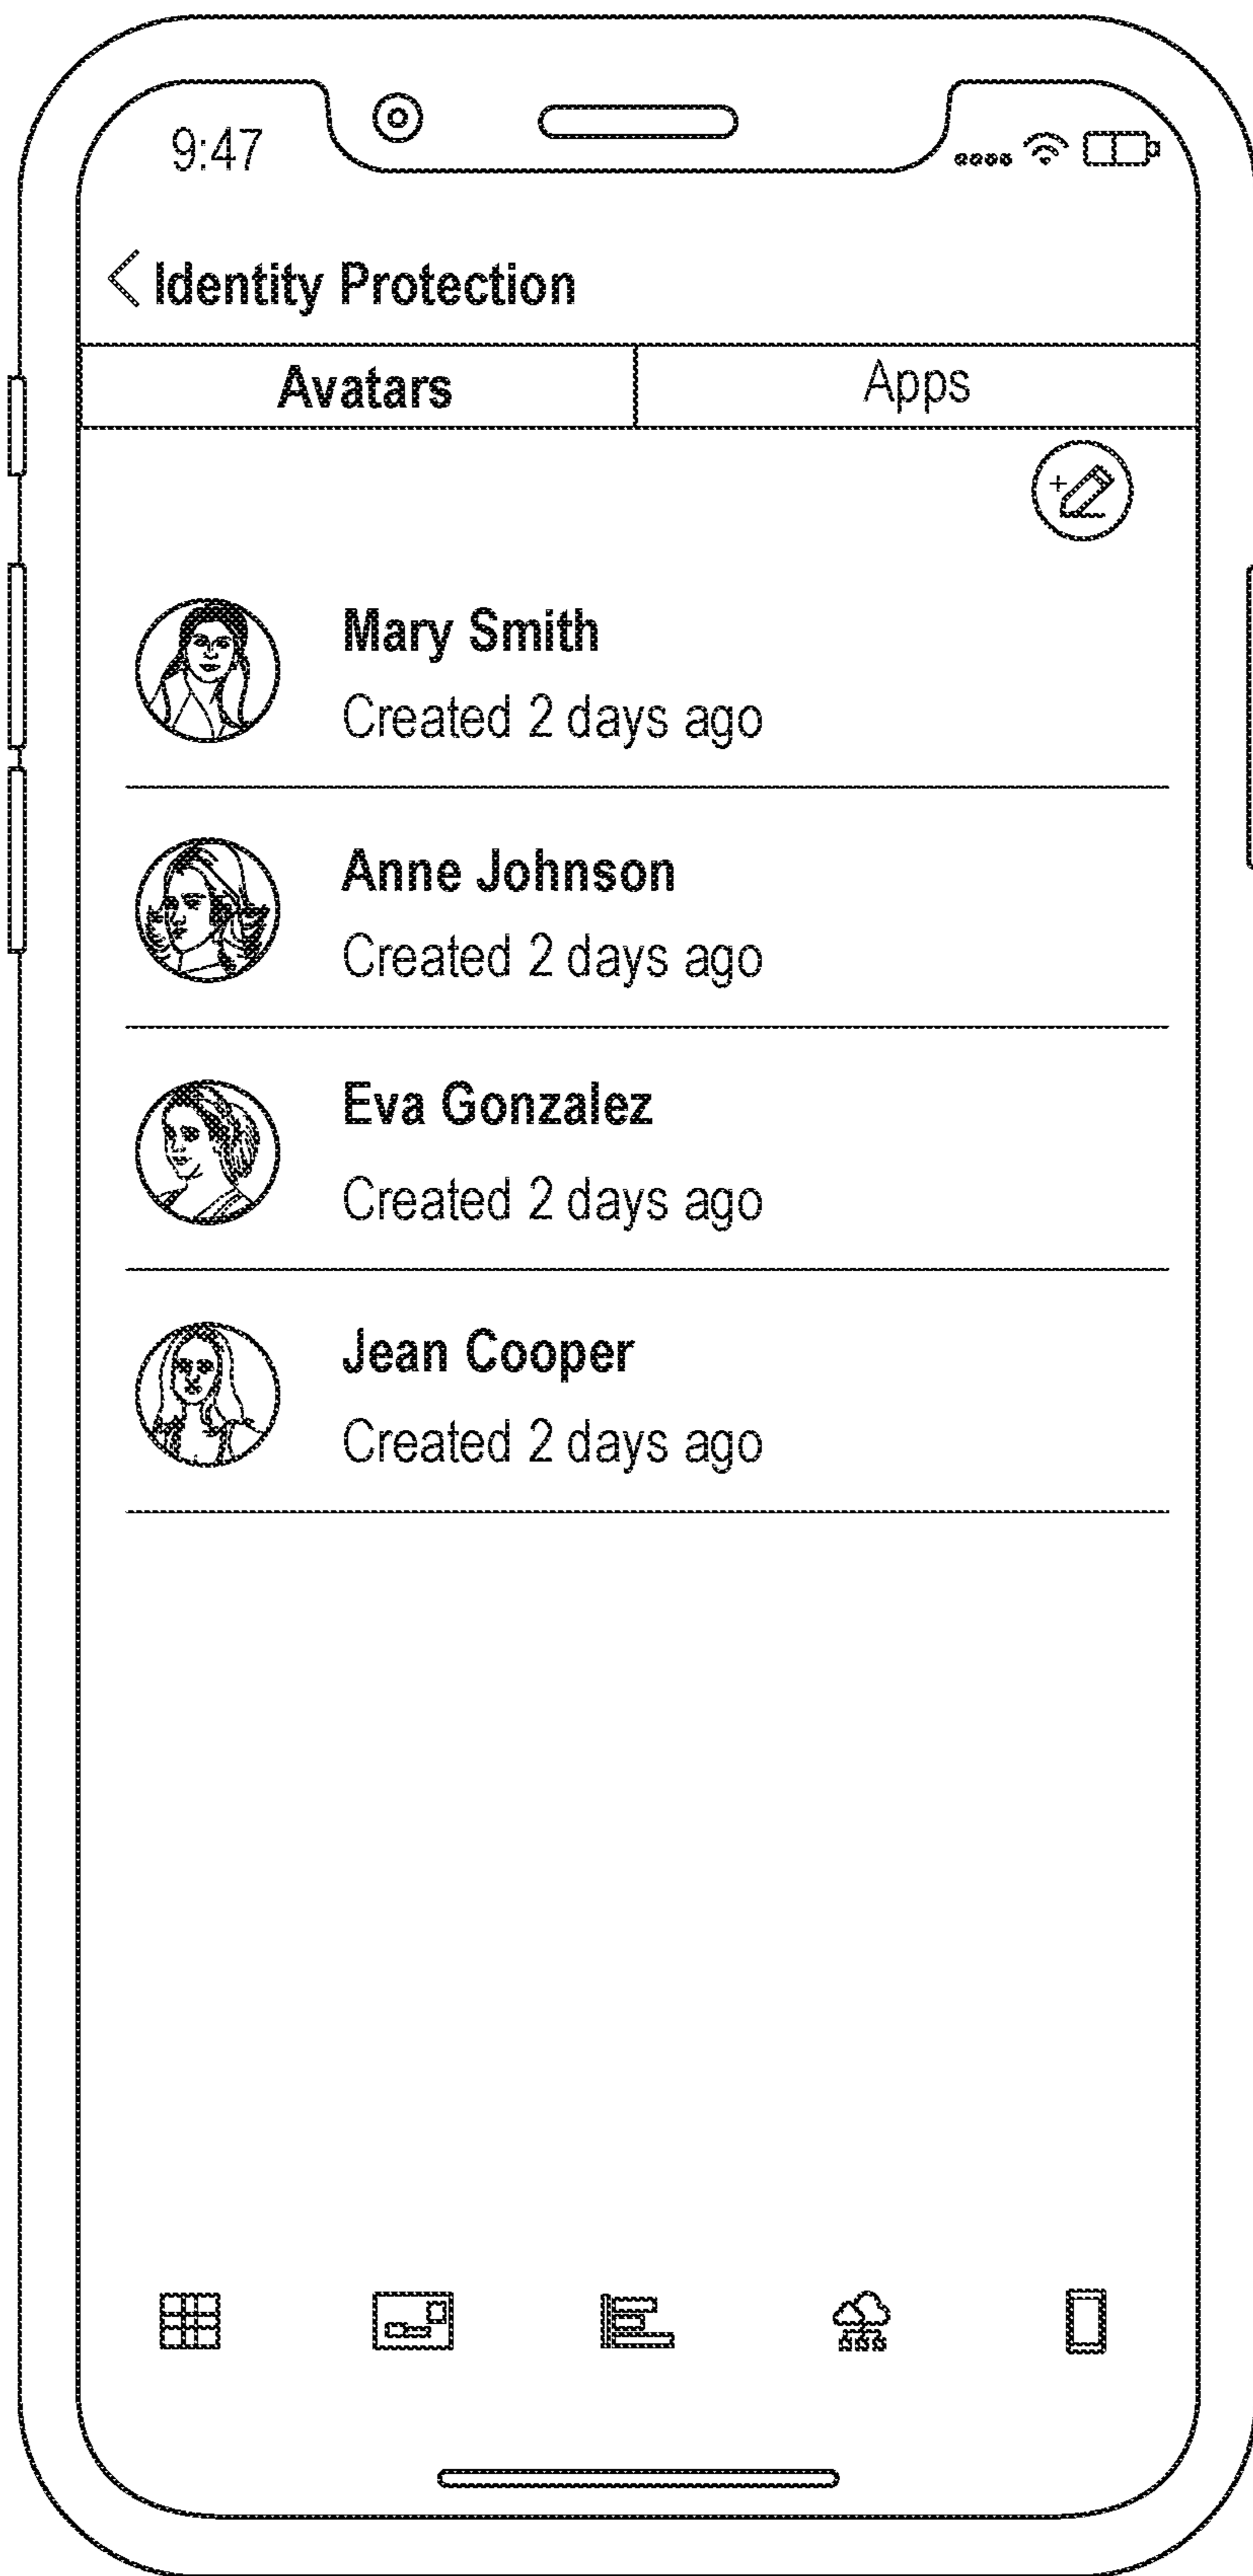 9:47
Identity Protection
Avatars
Apps
Mary Smith
Created 2 days ago
Anne Johnson
Created 2 days ago
Eva Gonzalez
Created 2 days ago
Jean Cooper
Created 2 days ago